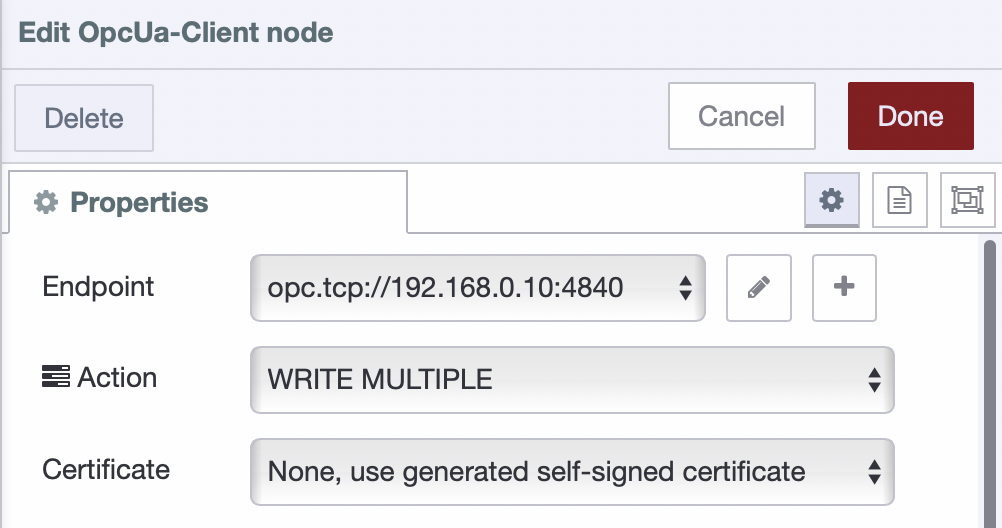 Edit OpcUa-Client node
Delete Cancel Done
Properties
Endpoint opc.tcp://192.168.0.10:4840
Action WRITE MULTIPLE
Certificate None, use generated self-signed certificate